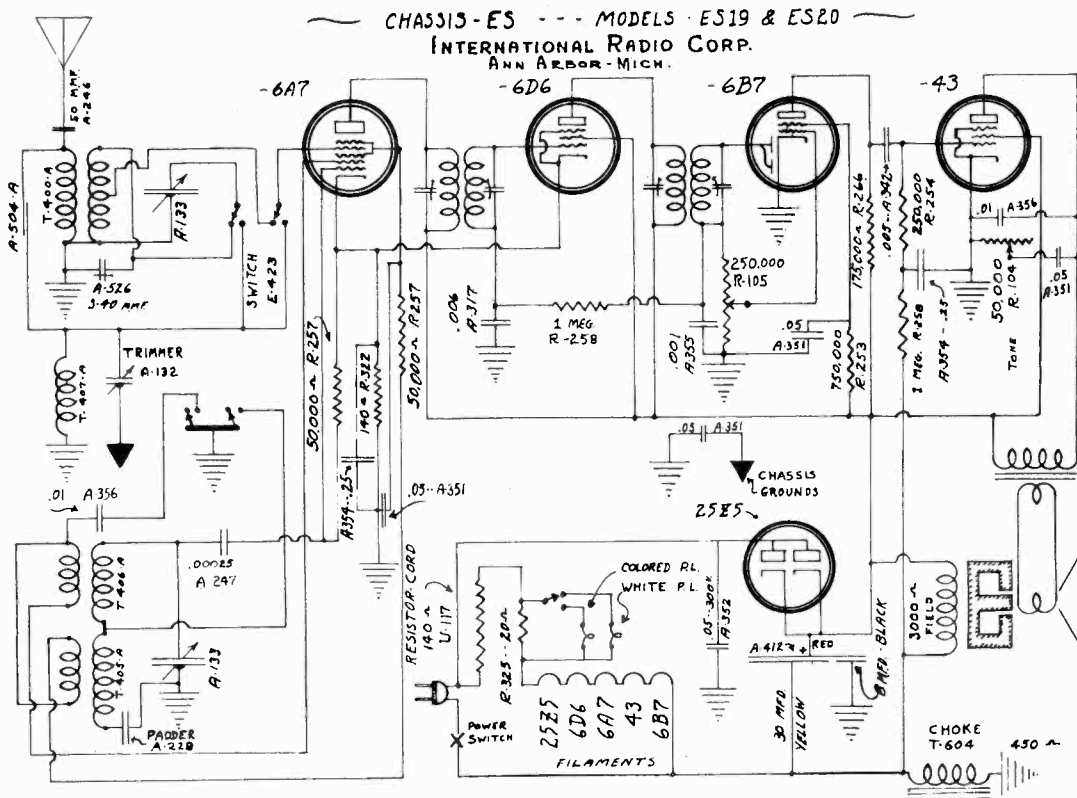 CHASSIS-ES --- MODELS ES19 & ES20
INTERNATIONAL RADIO CORP.
ANN ARBOR-MICH.
50 MMF.
A-246
-6A7
-6D6
-6B7
-43
A-504-A
T-400-A
A-133
A-526
3-40 MMF
SWITCH
E-423
T-407-A
TRIMMER
A-132
50,000 Ω R-257
140 Ω R-322
50,000 Ω R257
.006
A-317
1 MEG.
R-258
250,000
R-105
.001
A-355
.05
A-351
175,000 Ω R-266
750,000
R-253
.005-A-342
250,000
R-254
1 MEG. R-258
A-354-.25
.01 A-356
50,000
R-104
TONE
.05
A-351
.01 A-356
A354-.25
.05-A351
.05 A-351
CHASSIS
GROUNDS
25Z5
T-446-A
.00025
A 247
T-405-A
A-133
PADDER
A-228
RESISTOR-CORD
140 Ω
U-117
R-325-20 Ω
COLORED P.L.
WHITE P.L.
.05-300V
A-352
A-412 + RED
8 MFD.-BLACK
3000 Ω
FIELD
POWER
SWITCH
25Z5
6D6
6A7
43
6B7
FILAMENTS
30 MFD.
YELLOW
CHOKE
T-604
450 Ω